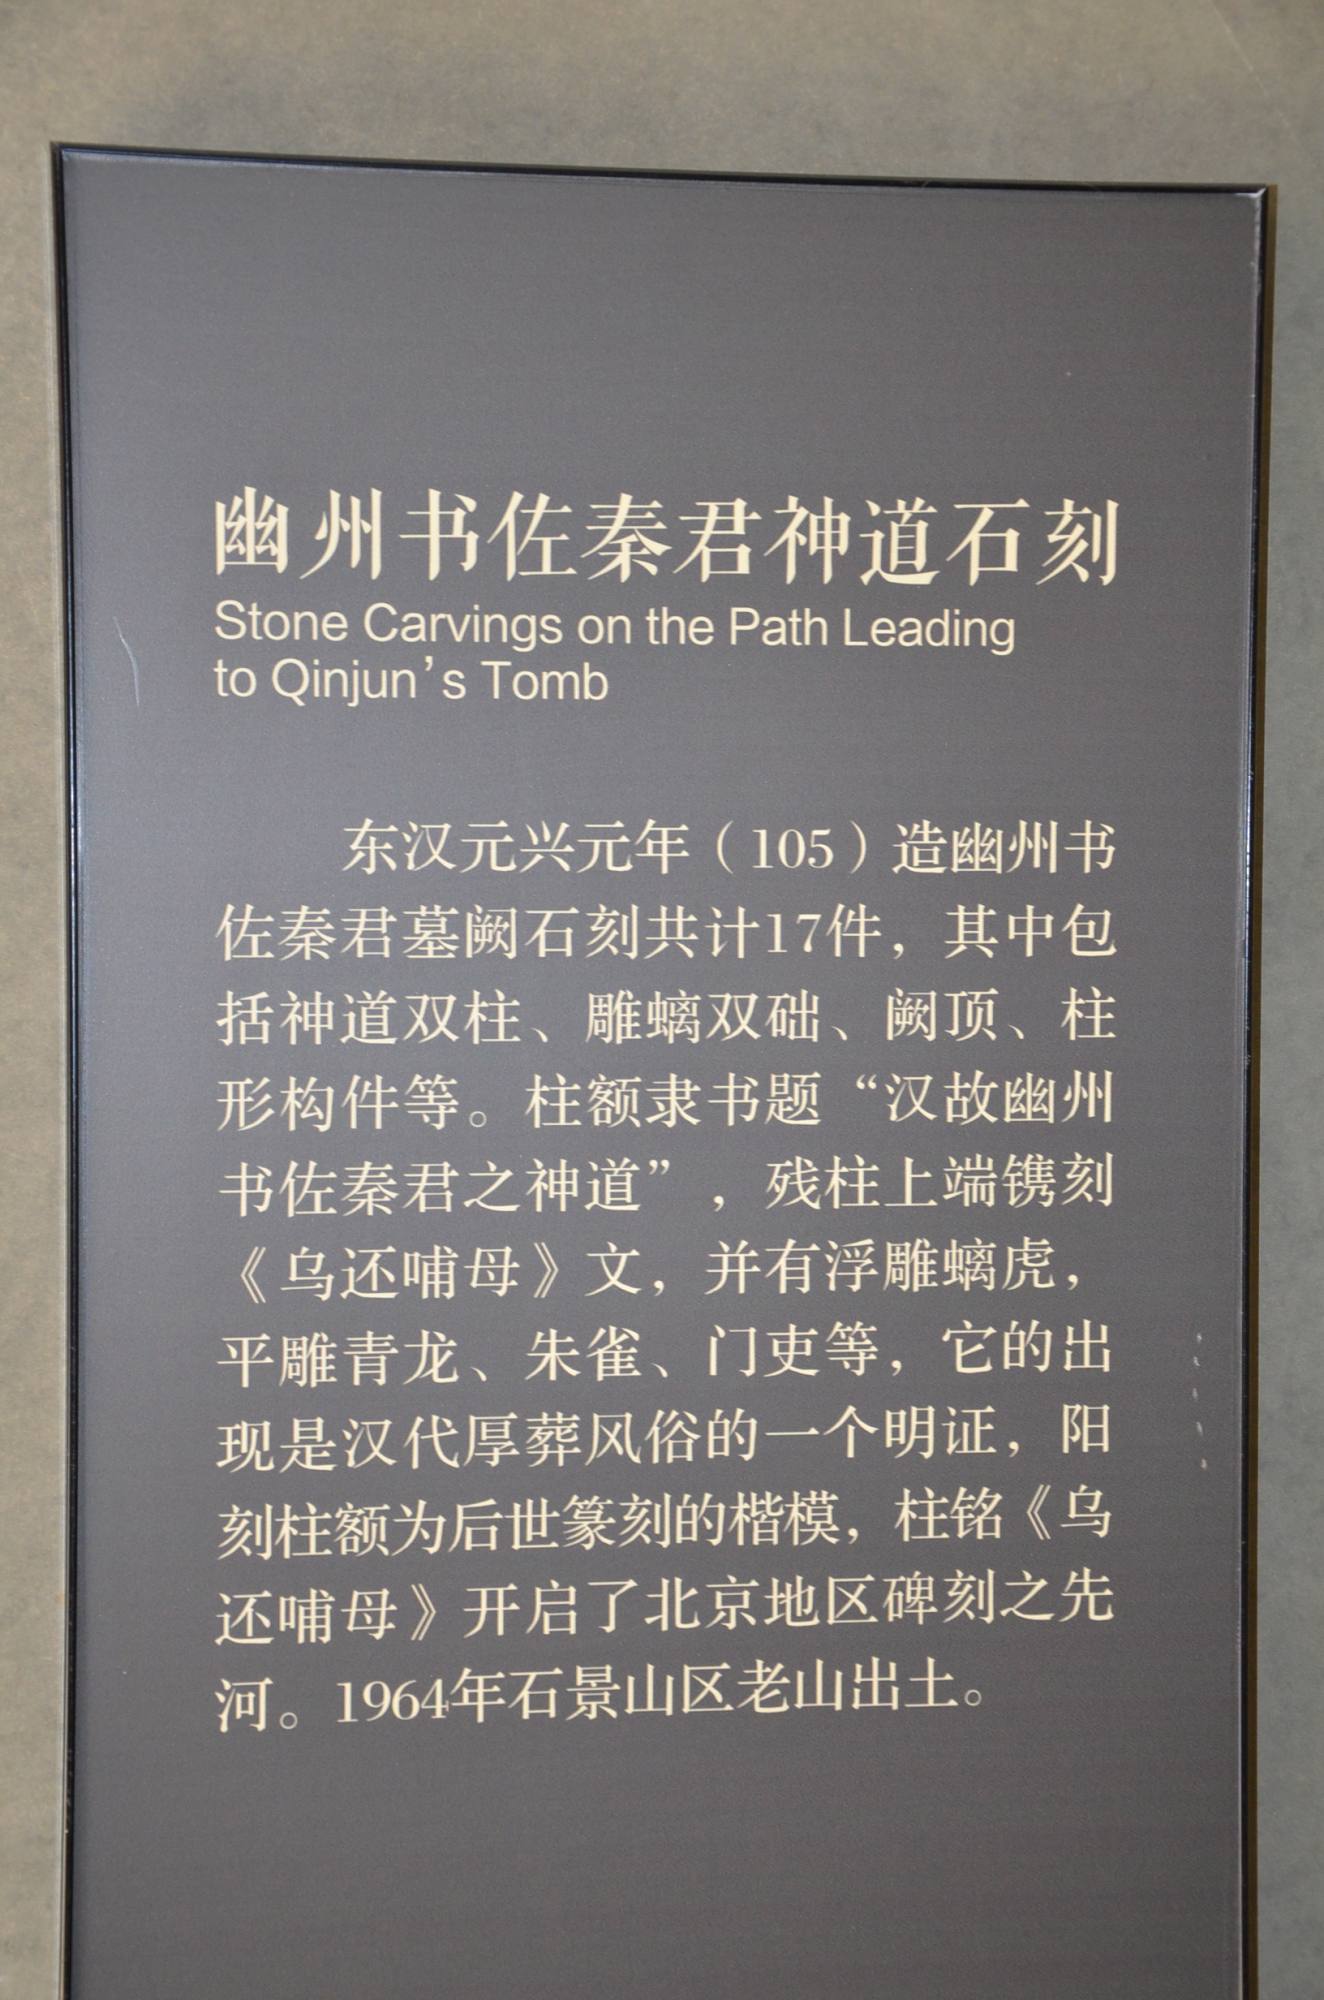 幽州书佐秦君神道石刻
Stone Carvings on the Path Leading
to Qinjun’s Tomb
东汉元兴元年（105）造幽州书
佐秦君墓阙石刻共计17件，其中包
括神道双柱、雕螭双础、阙顶、柱
形构件等。柱额隶书题“汉故幽州
书佐秦君之神道”，残柱上端镌刻
《乌还哺母》文，并有浮雕螭虎，
平雕青龙、朱雀、门吏等，它的出
现是汉代厚葬风俗的一个明证，阳
刻柱额为后世篆刻的楷模，柱铭《乌
还哺母》开启了北京地区碑刻之先
河。1964年石景山区老山出土。